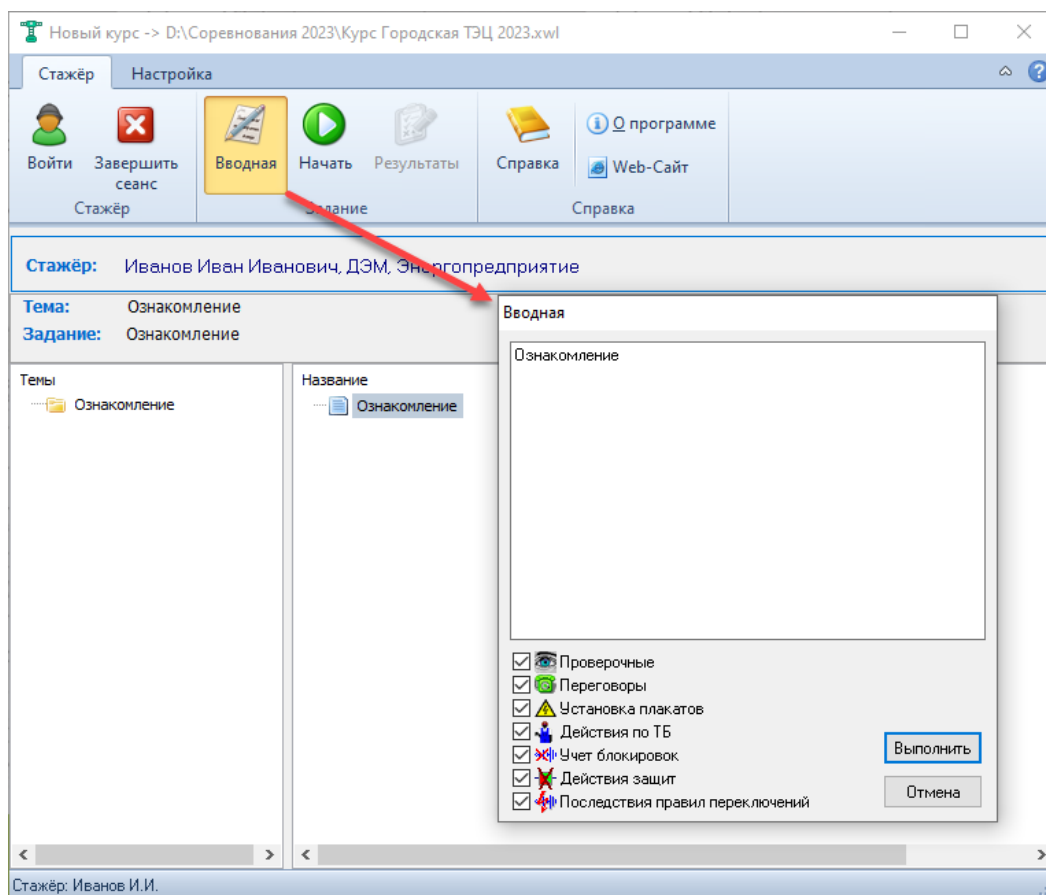 Новый курс -> D:\Соревнования 2023\Курс Городская ТЭЦ 2023.xwl
Стажёр Настройка
Войти Завершить сеанс Вводная Начать Результаты Справка О программе
Web-Сайт
Стажёр Задание Справка
Стажёр: Иванов Иван Иванович, ДЭМ, Энергопредприятие
Тема: Ознакомление
Задание: Ознакомление
Темы
Ознакомление
Название
Ознакомление
Вводная
Ознакомление
Проверочные
Переговоры
Установка плакатов
Действия по ТБ
Учет блокировок
Действия защит
Последствия правил переключений
Выполнить
Отмена
Стажёр: Иванов И.И.